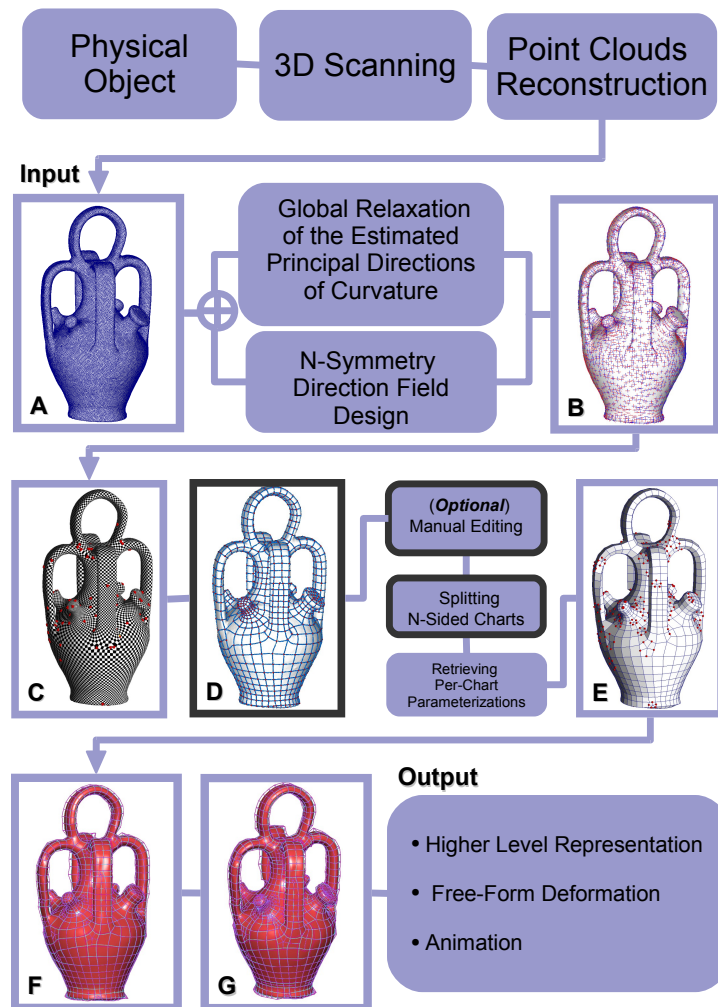 Physical
Object
3D Scanning
Point Clouds
Reconstruction
Input
A
Global Relaxation
of the Estimated
Principal Directions
of Curvature
N-Symmetry
Direction Field
Design
B
C
D
(Optional)
Manual Editing
Splitting
N-Sided Charts
Retrieving
Per-Chart
Parameterizations
E
F
G
Output
• Higher Level Representation
• Free-Form Deformation
• Animation